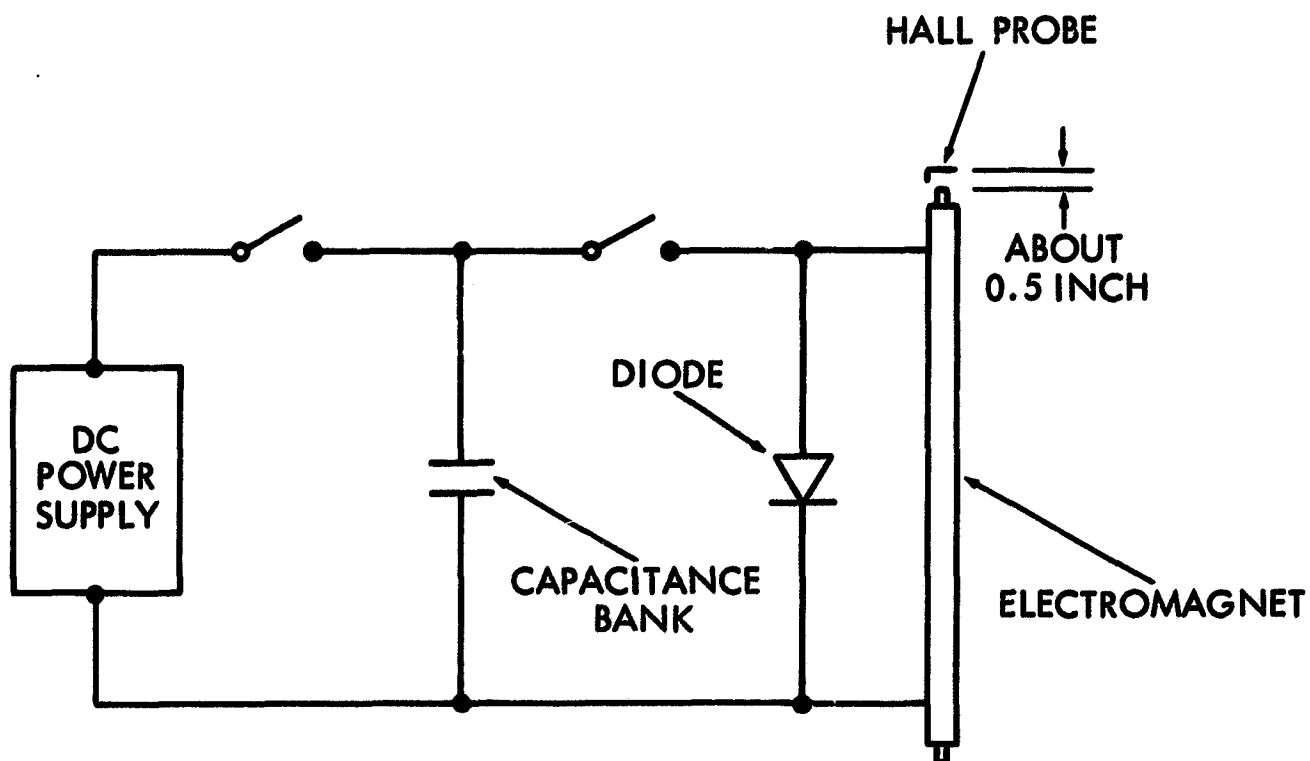 HALL PROBE
ABOUT
0.5 INCH
DIODE
DC
POWER
SUPPLY
CAPACITANCE
BANK
ELECTROMAGNET